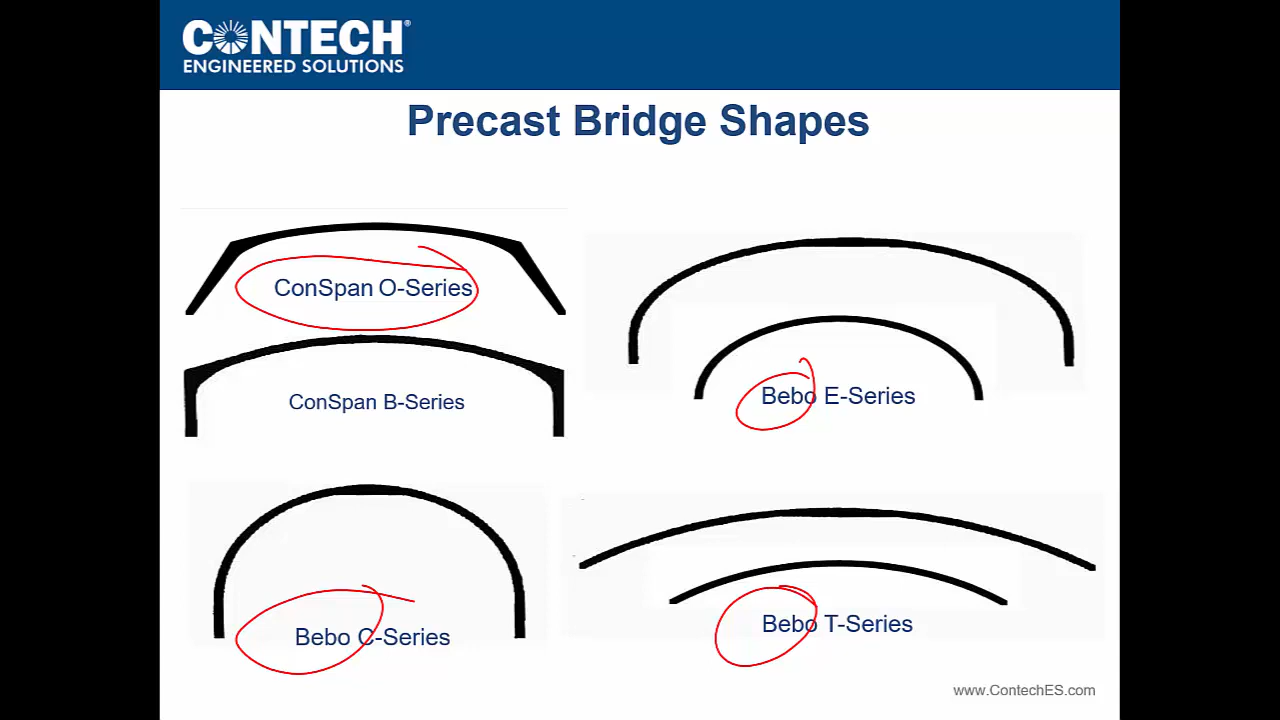 CONTECH®
ENGINEERED SOLUTIONS
Precast Bridge Shapes
ConSpan O-Series
ConSpan B-Series
Bebo E-Series
Bebo C-Series
Bebo T-Series
www.ContechES.com